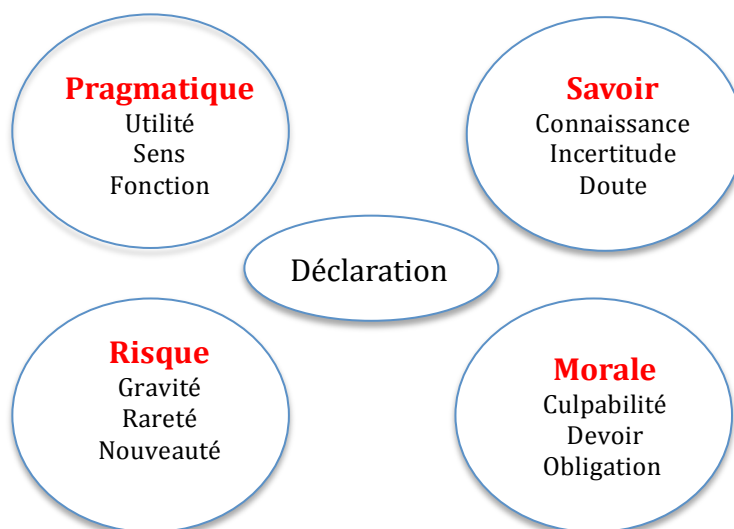 Pragmatique
Utilité
Sens
Fonction
Savoir
Connaissance
Incertitude
Doute
Déclaration
Risque
Gravité
Rareté
Nouveauté
Morale
Culpabilité
Devoir
Obligation